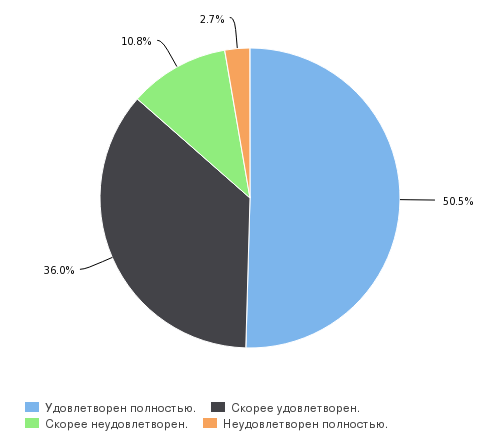 2.7%
10.8%
50.5%
36.0%
Удовлетворен полностью. Скорее удовлетворен.
Скорее неудовлетворен. Неудовлетворен полностью.